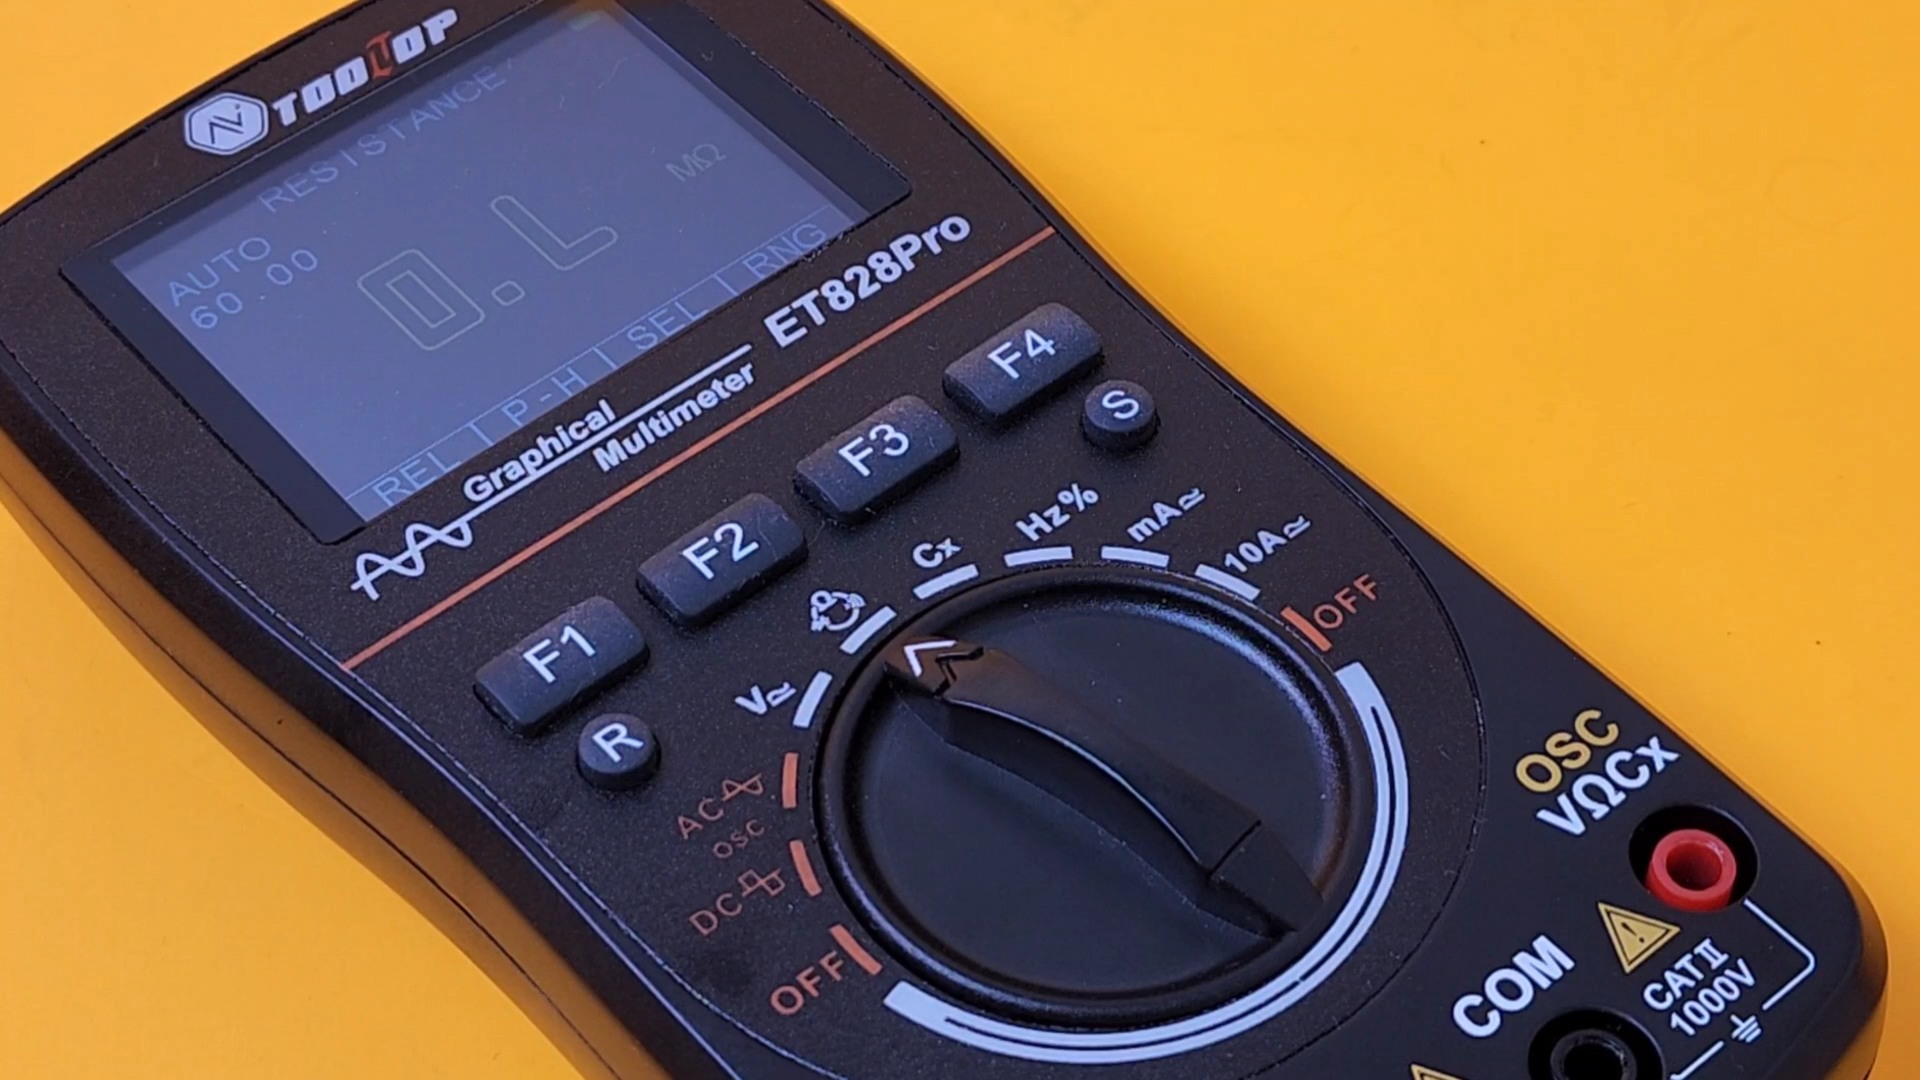 TOOLTOP
RESISTANCE
AUTO
60.00
MΩ
0.L
REL P-H SEL RNG
Graphical
Multimeter
ET828Pro
F1
F2
F3
F4
R
S
OFF
DC
OSC
AC
V≂
Cx
Hz%
mA≂
10A≂
OFF
OSC
VΩCx
COM
CAT II
1000V